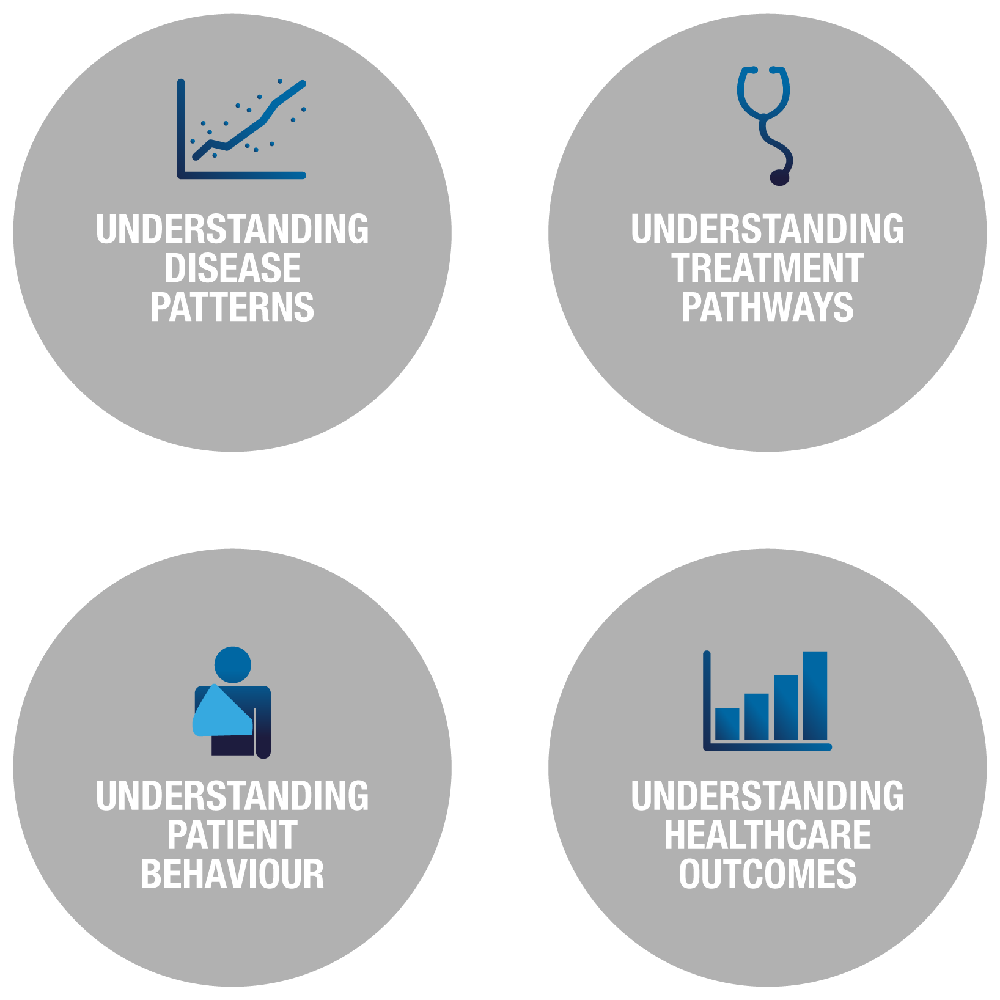 UNDERSTANDING
DISEASE
PATTERNS
UNDERSTANDING
TREATMENT
PATHWAYS
UNDERSTANDING
PATIENT
BEHAVIOUR
UNDERSTANDING
HEALTHCARE
OUTCOMES